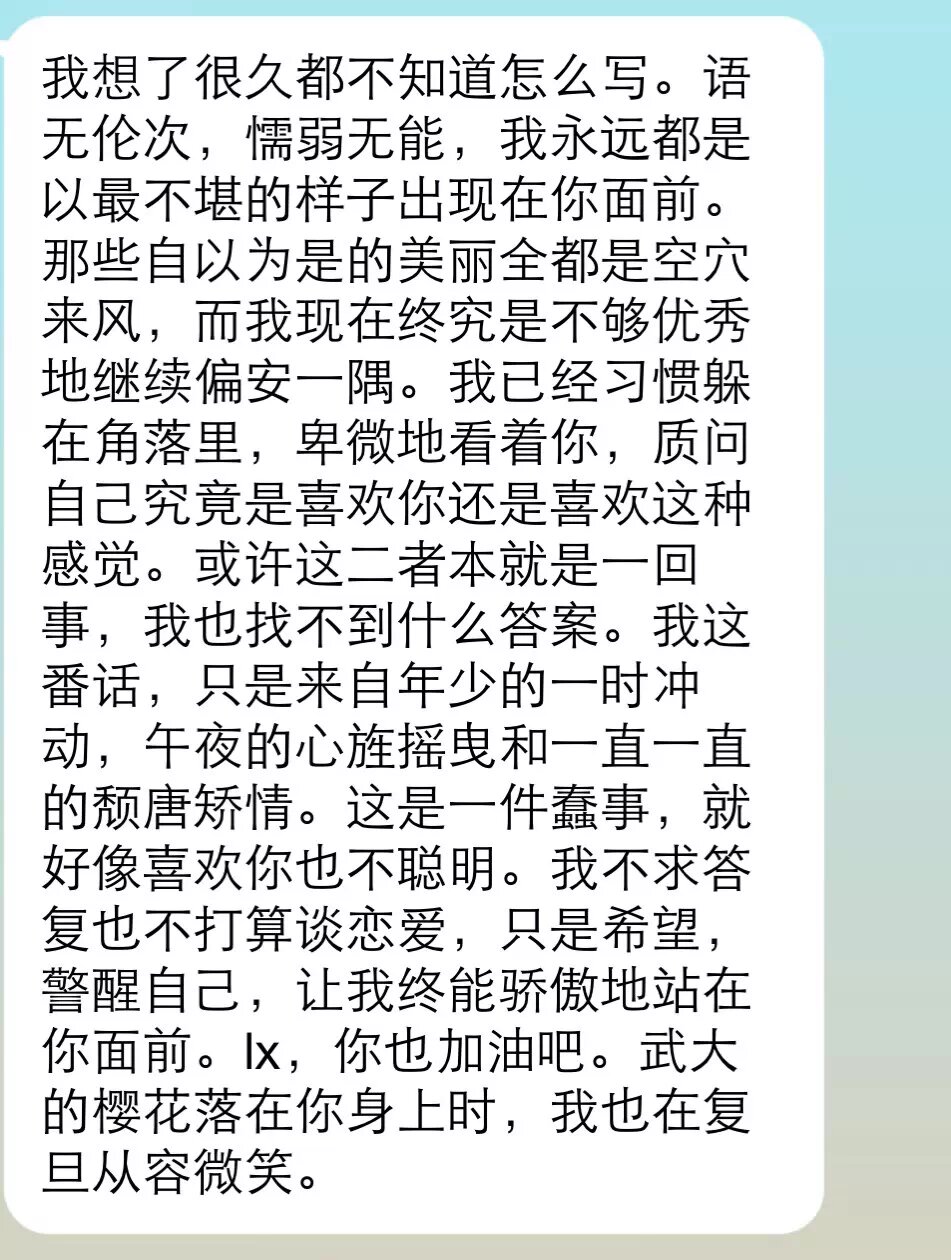 我想了很久都不知道怎么写。语
无伦次，懦弱无能，我永远都是
以最不堪的样子出现在你面前。
那些自以为是的美丽全都是空穴
来风，而我现在终究是不够优秀
地继续偏安一隅。我已经习惯躲
在角落里，卑微地看着你，质问
自己究竟是喜欢你还是喜欢这种
感觉。或许这二者本就是一回
事，我也找不到什么答案。我这
番话，只是来自年少的一时冲
动，午夜的心旌摇曳和一直一直
的颓唐矫情。这是一件蠢事，就
好像喜欢你也不聪明。我不求答
复也不打算谈恋爱，只是希望，
警醒自己，让我终能骄傲地站在
你面前。lx，你也加油吧。武大
的樱花落在你身上时，我也在复
旦从容微笑。